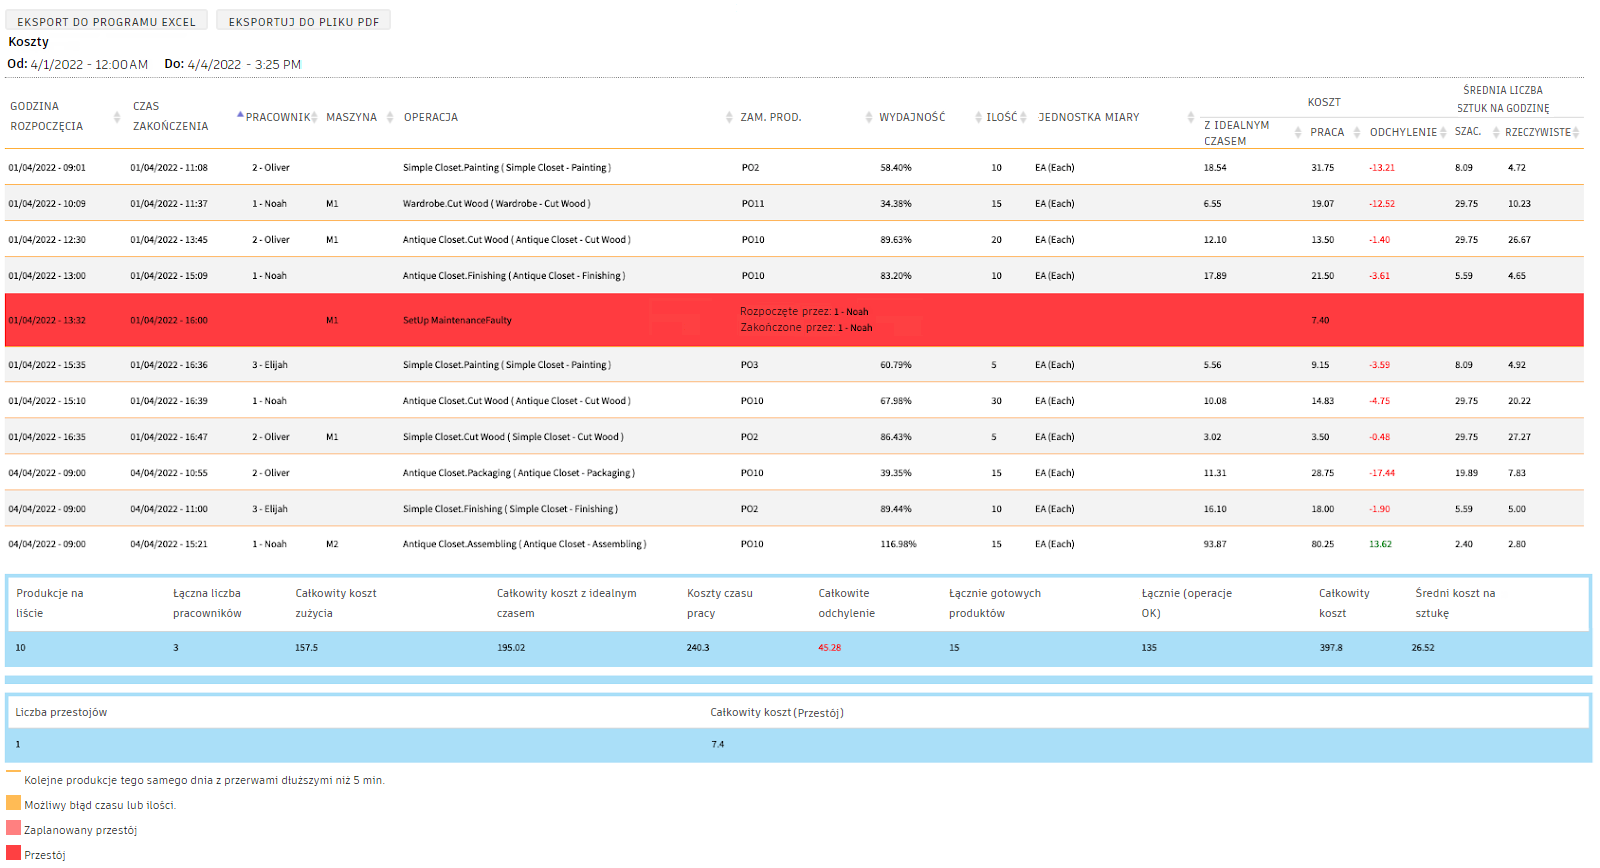 EKSPORT DO PROGRAMU EXCEL EKSPORTUJ DO PLIKU PDF
Koszty
Od: 4/1/2022 - 12:00AM Do: 4/4/2022 - 3:25 PM
GODZINA ROZPOCZĘCIA CZAS ZAKOŃCZENIA PRACOWNIK MASZYNA OPERACJA ZAM. PROD. WYDAJNOŚĆ ILOŚĆ JEDNOSTKA MIARY KOSZT ŚREDNIA LICZBA SZTUK NA GODZINĘ
Z IDEALNYM CZASEM PRACA ODCHYLENIE SZAC. RZECZYWISTE
01/04/2022 - 09:01 01/04/2022 - 11:08 2 - Oliver Simple Closet.Painting ( Simple Closet - Painting ) PO2 58.40% 10 EA (Each) 18.54 31.75 -13.21 8.09 4.72
01/04/2022 - 10:09 01/04/2022 - 11:37 1 - Noah M1 Wardrobe.Cut Wood ( Wardrobe - Cut Wood ) PO11 34.38% 15 EA (Each) 6.55 19.07 -12.52 29.75 10.23
01/04/2022 - 12:30 01/04/2022 - 13:45 2 - Oliver M1 Antique Closet.Cut Wood ( Antique Closet - Cut Wood ) PO10 89.63% 20 EA (Each) 12.10 13.50 -1.40 29.75 26.67
01/04/2022 - 13:00 01/04/2022 - 15:09 1 - Noah Antique Closet.Finishing ( Antique Closet - Finishing ) PO10 83.20% 10 EA (Each) 17.89 21.50 -3.61 5.59 4.65
01/04/2022 - 13:32 01/04/2022 - 16:00 M1 SetUp MaintenanceFaulty Rozpoczęte przez: 1 - Noah 7.40
Zakończone przez: 1 - Noah
01/04/2022 - 15:35 01/04/2022 - 16:36 3 - Elijah Simple Closet.Painting ( Simple Closet - Painting ) PO3 60.79% 5 EA (Each) 5.56 9.15 -3.59 8.09 4.92
01/04/2022 - 15:10 01/04/2022 - 16:39 1 - Noah Antique Closet.Cut Wood ( Antique Closet - Cut Wood ) PO10 67.98% 30 EA (Each) 10.08 14.83 -4.75 29.75 20.22
01/04/2022 - 16:35 01/04/2022 - 16:47 2 - Oliver M1 Simple Closet.Cut Wood ( Simple Closet - Cut Wood ) PO2 86.43% 5 EA (Each) 3.02 3.50 -0.48 29.75 27.27
04/04/2022 - 09:00 04/04/2022 - 10:55 2 - Oliver Antique Closet.Packaging ( Antique Closet - Packaging ) PO10 39.35% 15 EA (Each) 11.31 28.75 -17.44 19.89 7.83
04/04/2022 - 09:00 04/04/2022 - 11:00 3 - Elijah Simple Closet.Finishing ( Simple Closet - Finishing ) PO2 89.44% 10 EA (Each) 16.10 18.00 -1.90 5.59 5.00
04/04/2022 - 09:00 04/04/2022 - 15:21 1 - Noah M2 Antique Closet.Assembling ( Antique Closet - Assembling ) PO10 116.98% 15 EA (Each) 93.87 80.25 13.62 2.40 2.80
Produkcje na liście Łączna liczba pracowników Całkowity koszt zużycia Całkowity koszt z idealnym czasem Koszty czasu pracy Całkowite odchylenie Łącznie gotowych produktów Łącznie (operacje OK) Całkowity koszt Średni koszt na sztukę
10 3 157.5 195.02 240.3 45.28 15 135 397.8 26.52
Liczba przestojów Całkowity koszt (Przestój)
1 7.4
Kolejne produkcje tego samego dnia z przerwami dłuższymi niż 5 min.
Możliwy błąd czasu lub ilości.
Zaplanowany przestój
Przestój